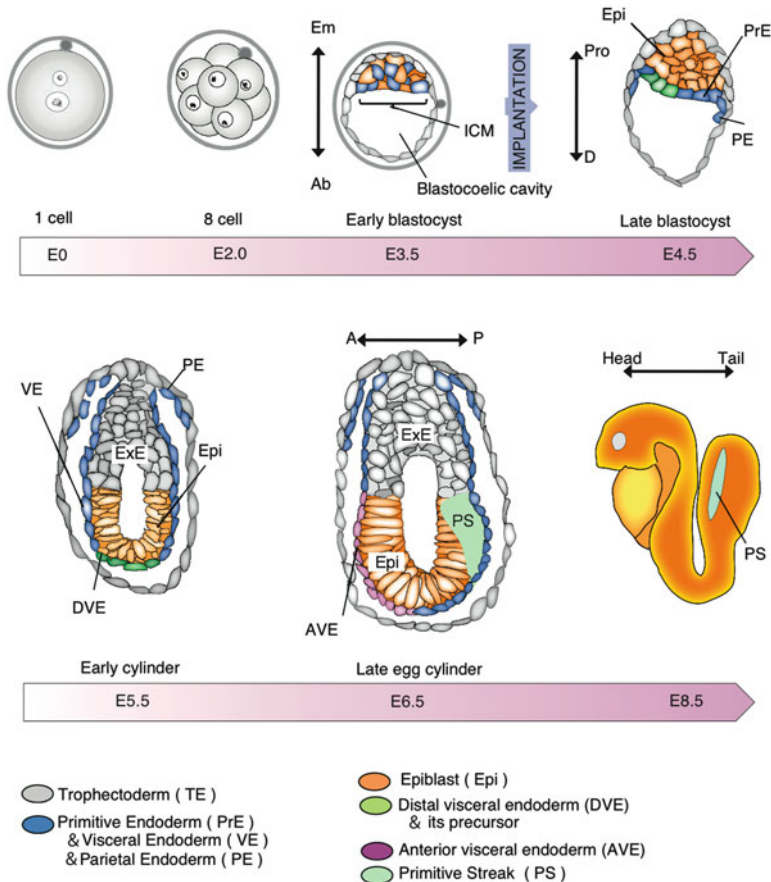 Em
Ab
ICM
Blastocoelic cavity
IMPLANTATION
Epi
Pro
PrE
D
PE
1 cell
8 cell
Early blastocyst
Late blastocyst
E0
E2.0
E3.5
E4.5
VE
PE
ExE
Epi
DVE
A
P
ExE
PS
Epi
AVE
Head
Tail
PS
Early cylinder
Late egg cylinder
E5.5
E6.5
E8.5
Trophectoderm ( TE )
Primitive Endoderm ( PrE )
& Visceral Endoderm ( VE )
& Parietal Endoderm ( PE )
Epiblast ( Epi )
Distal visceral endoderm (DVE)
& its precursor
Anterior visceral endoderm (AVE)
Primitive Streak ( PS )